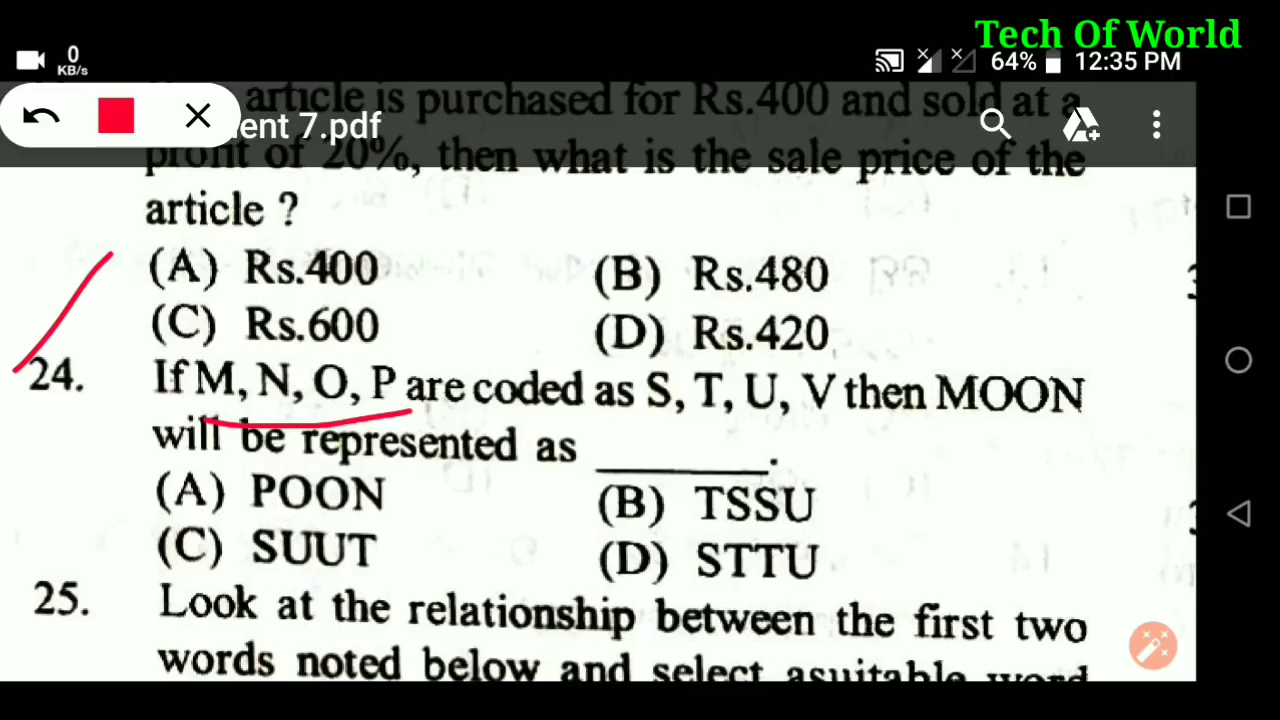 Tech Of World
0
KB/s
64% 12:35 PM
article is purchased for Rs.400 and sold at a
ent 7.pdf
profit of 20%, then what is the sale price of the
article ?
(A) Rs.400 (B) Rs.480
(C) Rs.600 (D) Rs.420
24. If M, N, O, P are coded as S, T, U, V then MOON
will be represented as ________.
(A) POON (B) TSSU
(C) SUUT (D) STTU
25. Look at the relationship between the first two
words noted below and select asuitable word